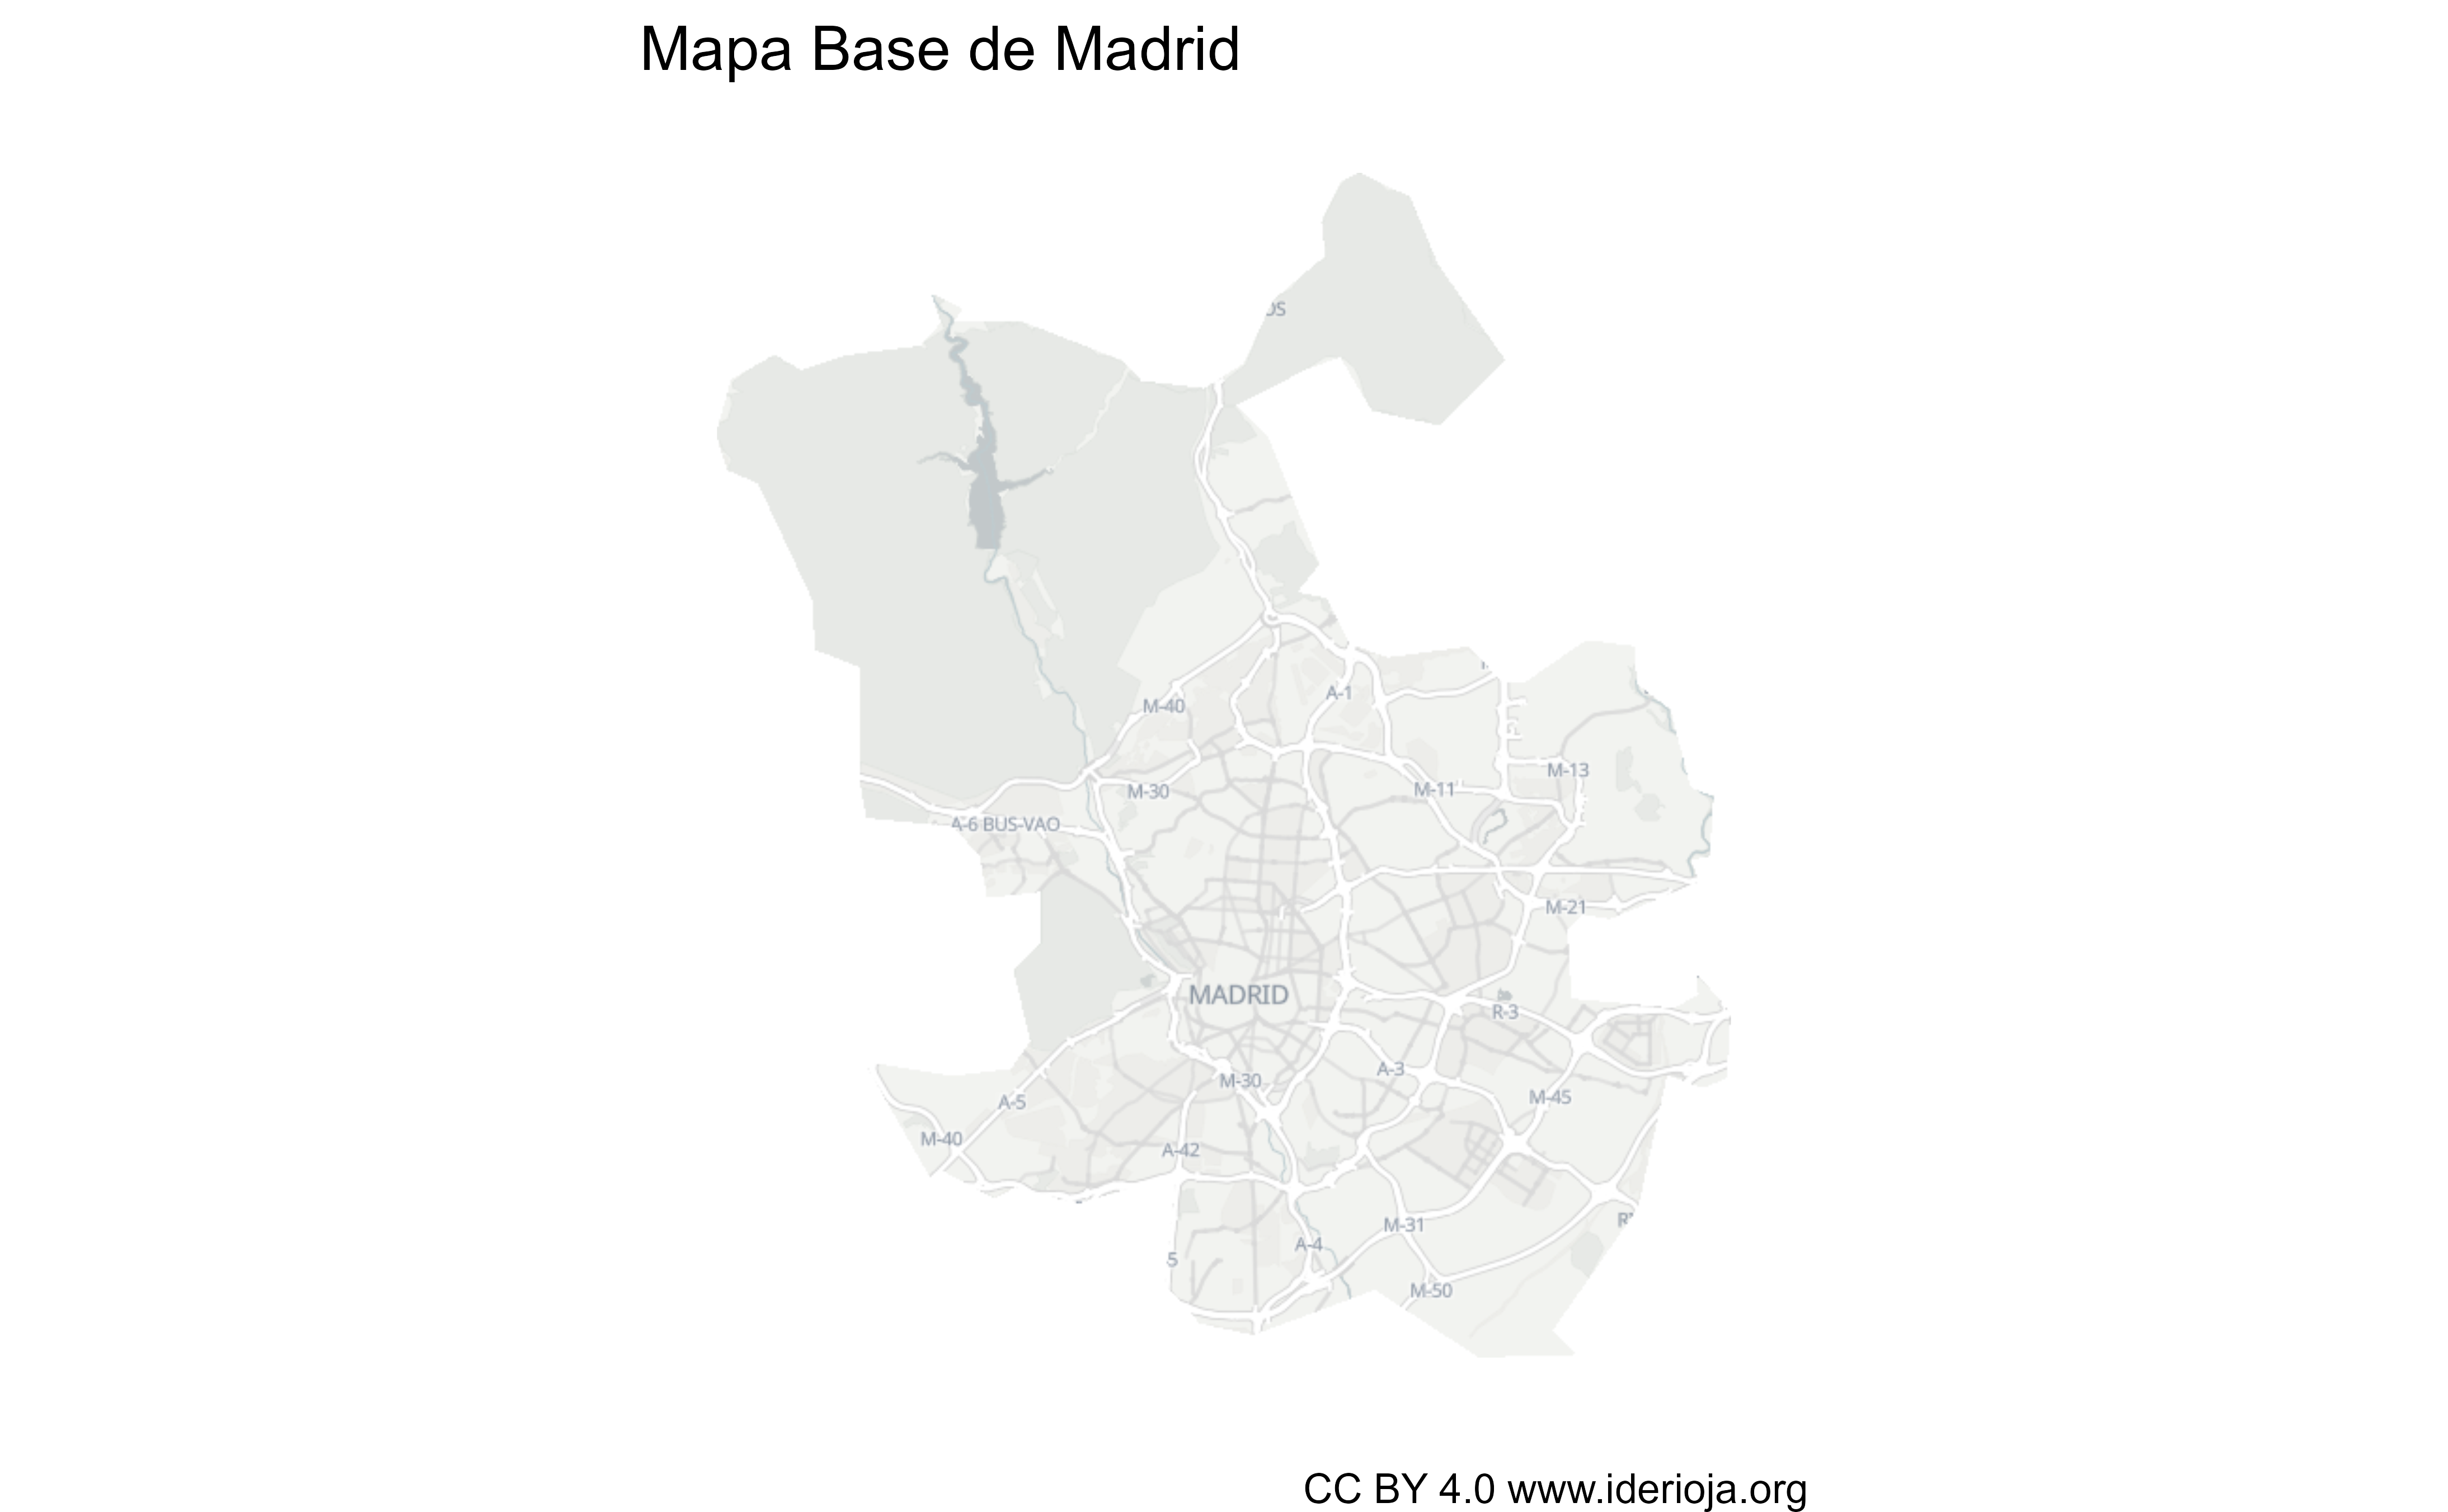 Mapa Base de Madrid
OS
M-40
A-1
M-30
M-11
M-13
A-6 BUS-VAO
M-21
MADRID
R-3
M-30
A-3
A-5
M-45
M-40
A-42
M-31
A-4
5
M-50
CC BY 4.0 www.iderioja.org